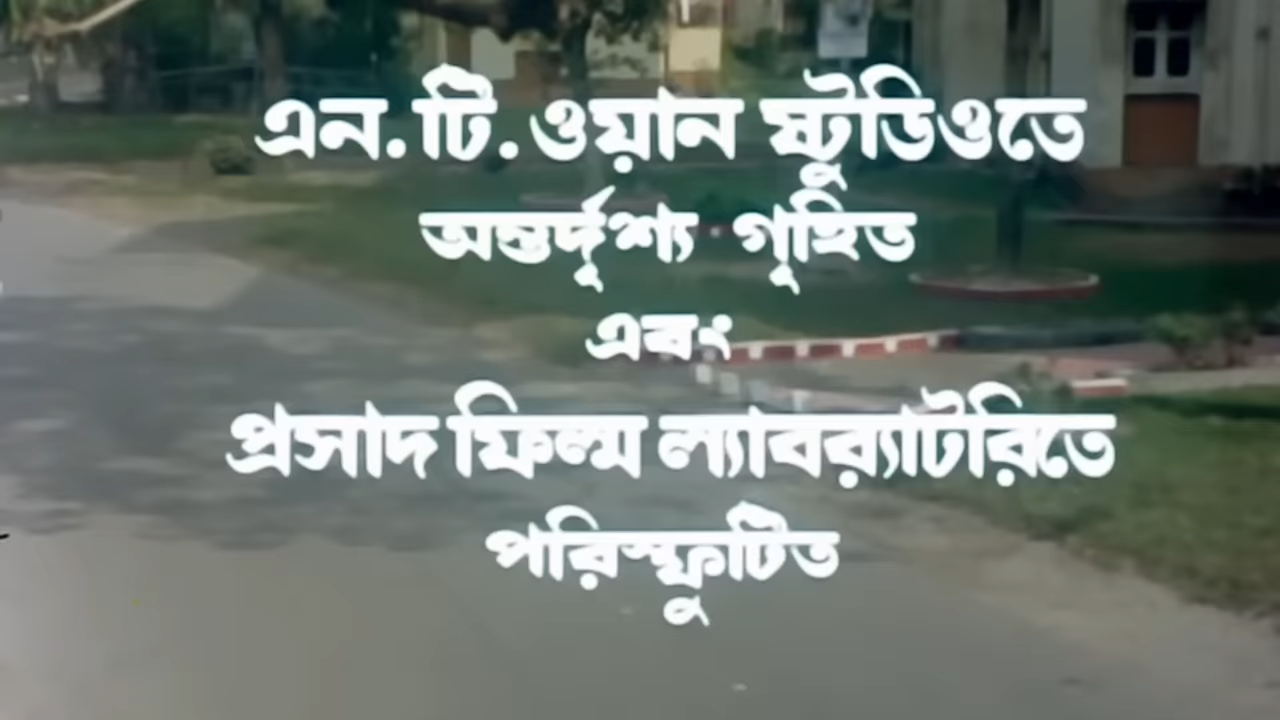 এন. টি. ওয়ান ষ্টুডিওতে
অন্তর্দৃশ্য গৃহিত
এবং
প্রসাদ ফিল্ম ল্যাবর‍্যাটরিতে
পরিস্ফুটিত